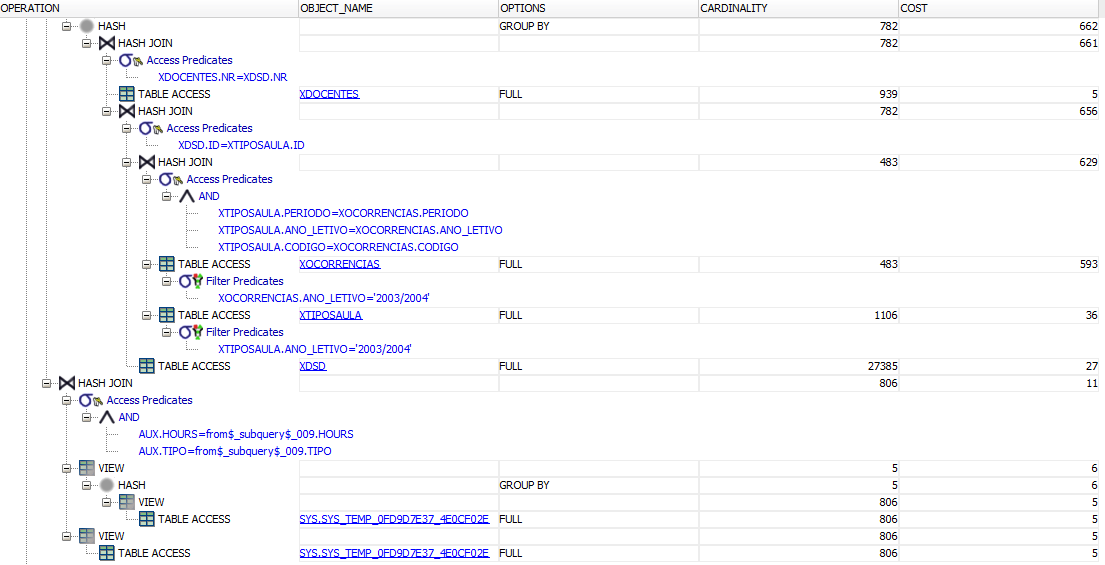 OPERATION OBJECT_NAME OPTIONS CARDINALITY COST
HASH GROUP BY 782 662
HASH JOIN 782 661
Access Predicates
XDOCENTES.NR=XDSD.NR
TABLE ACCESS XDOCENTES FULL 939 5
HASH JOIN 782 656
Access Predicates
XDSD.ID=XTIPOSAULA.ID
HASH JOIN 483 629
Access Predicates
AND
XTIPOSAULA.PERIODO=XOCORRENCIAS.PERIODO
XTIPOSAULA.ANO_LETIVO=XOCORRENCIAS.ANO_LETIVO
XTIPOSAULA.CODIGO=XOCORRENCIAS.CODIGO
TABLE ACCESS XOCORRENCIAS FULL 483 593
Filter Predicates
XOCORRENCIAS.ANO_LETIVO='2003/2004'
TABLE ACCESS XTIPOSAULA FULL 1106 36
Filter Predicates
XTIPOSAULA.ANO_LETIVO='2003/2004'
TABLE ACCESS XDSD FULL 27385 27
HASH JOIN 806 11
Access Predicates
AND
AUX.HOURS=from$_subquery$_009.HOURS
AUX.TIPO=from$_subquery$_009.TIPO
VIEW 5 6
HASH GROUP BY 5 6
VIEW 806 5
TABLE ACCESS SYS.SYS_TEMP_0FD9D7E37_4E0CF02E FULL 806 5
VIEW 806 5
TABLE ACCESS SYS.SYS_TEMP_0FD9D7E37_4E0CF02E FULL 806 5